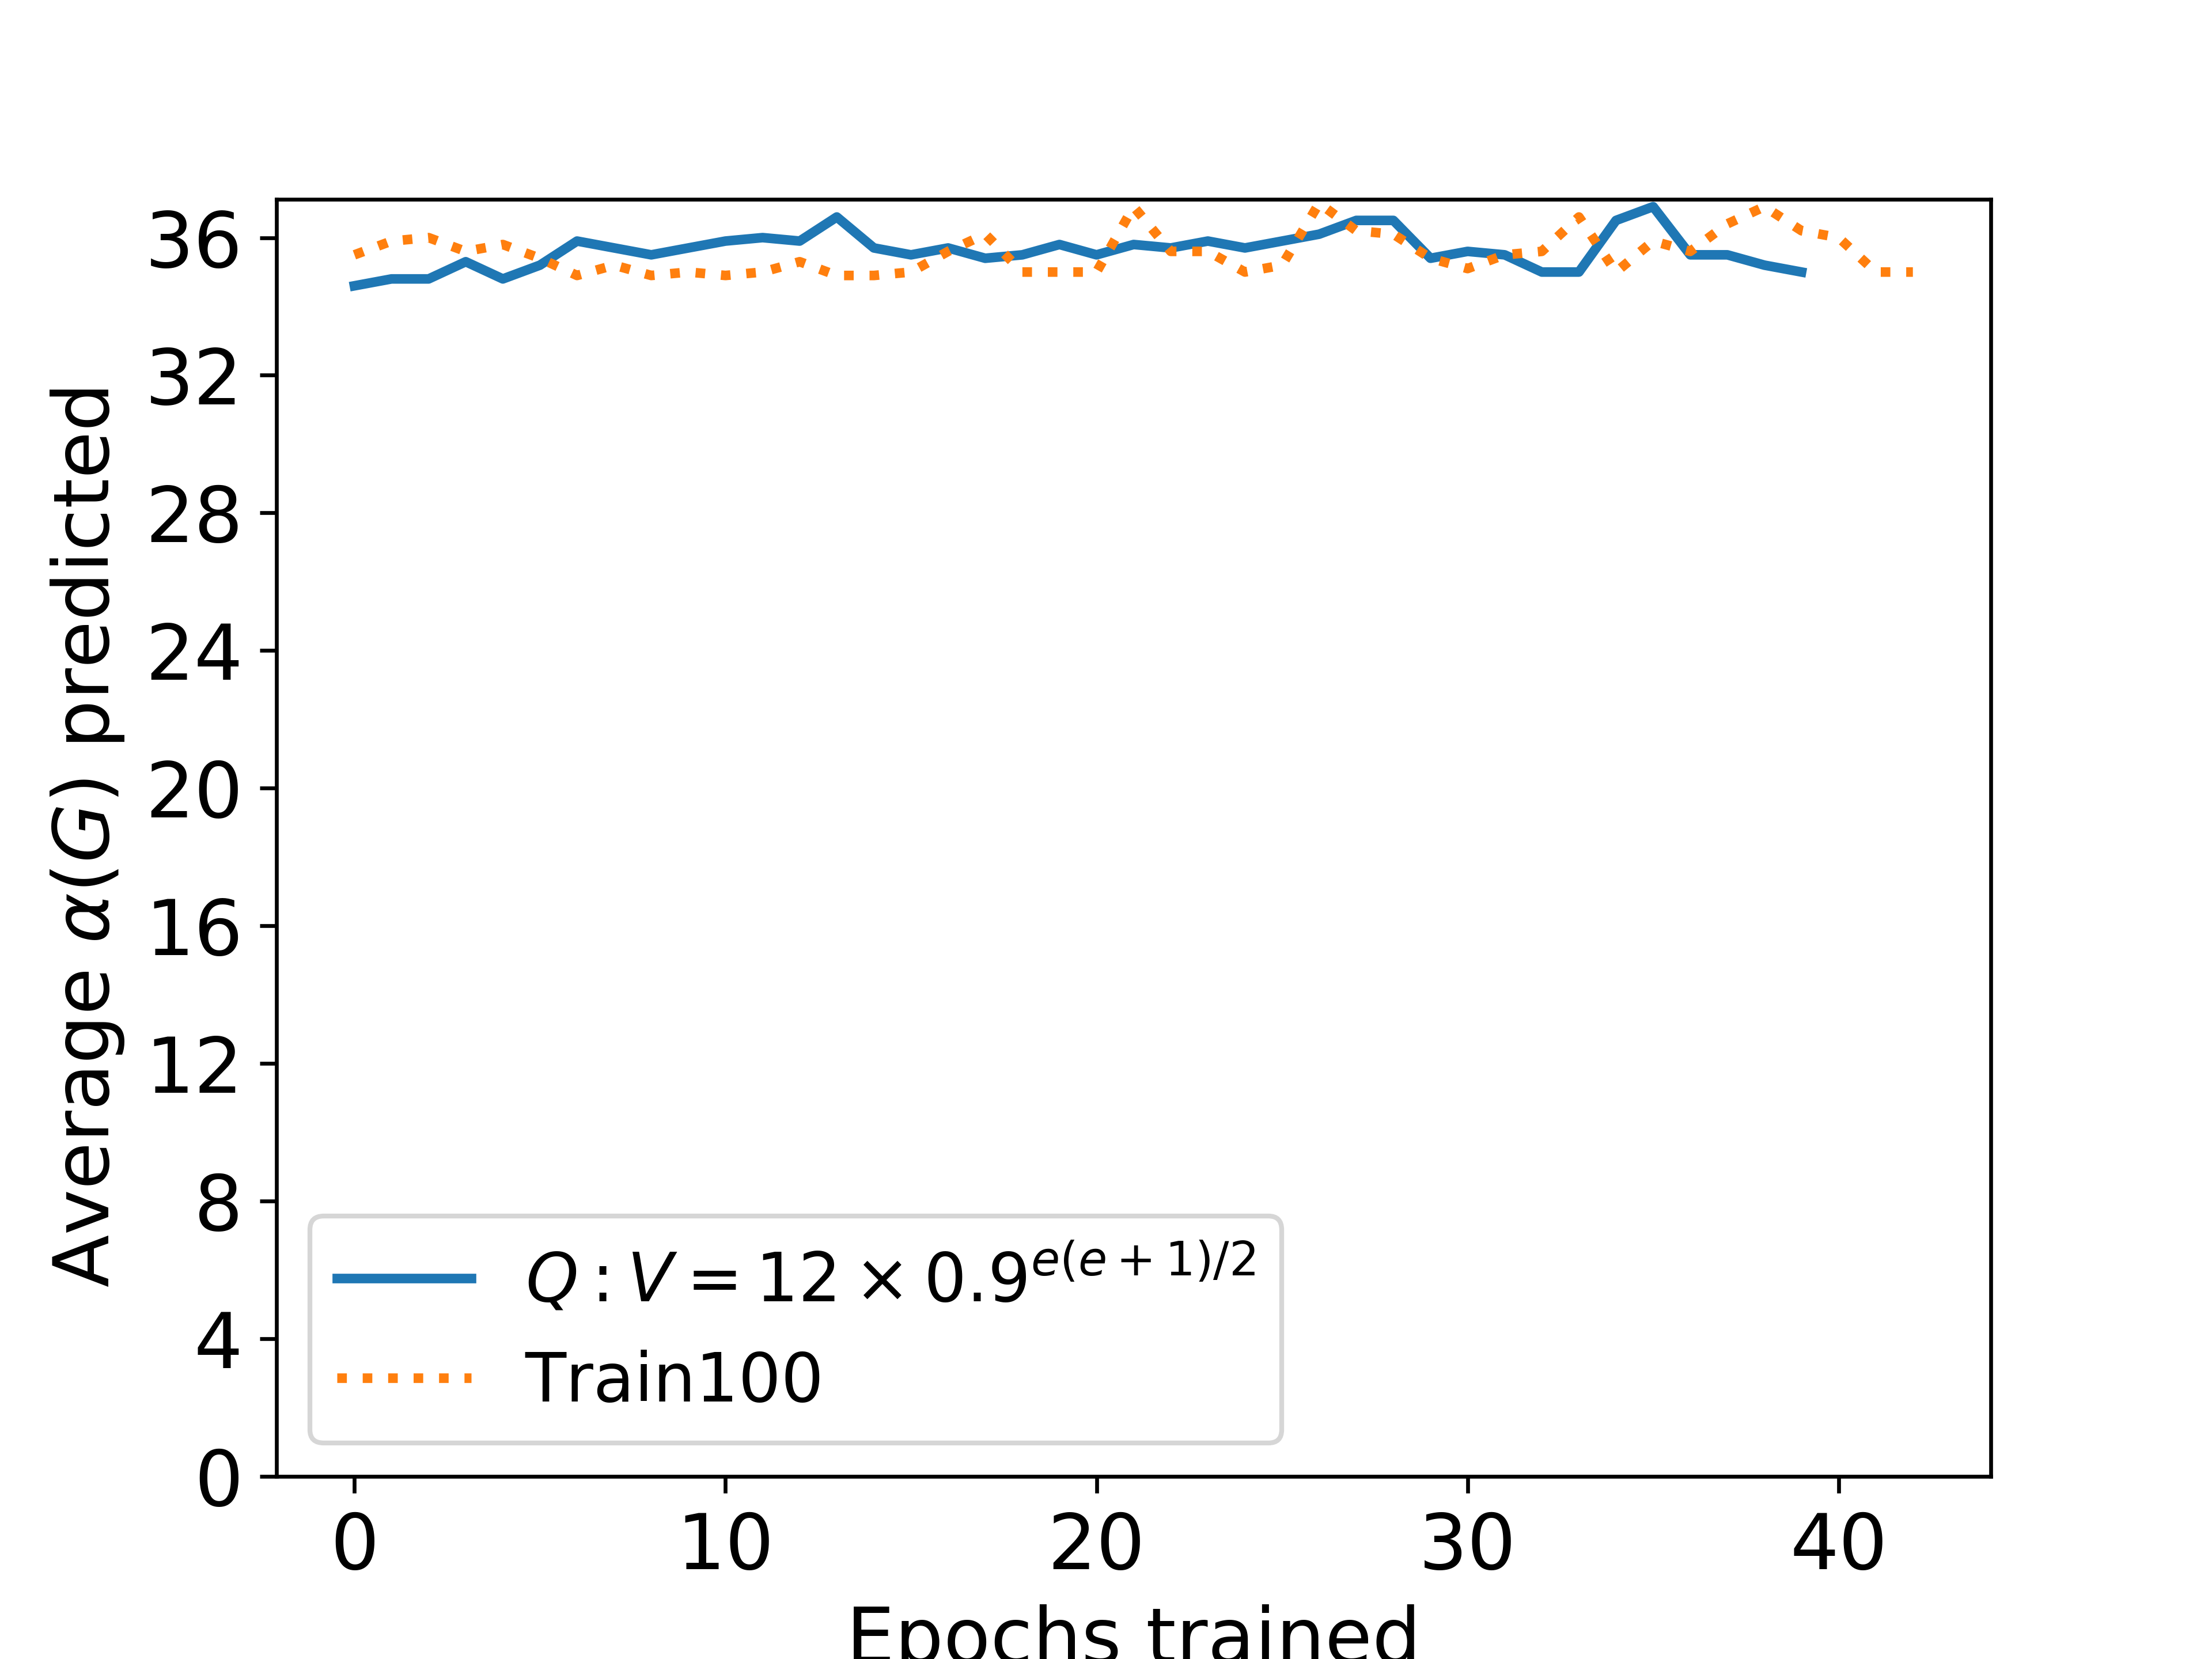 Average α(G) predicted
36
32
28
24
20
16
12
8
4
0
Q : V = 12 × 0.9^{e(e + 1)/2}
Train100
0 10 20 30 40
Epochs trained